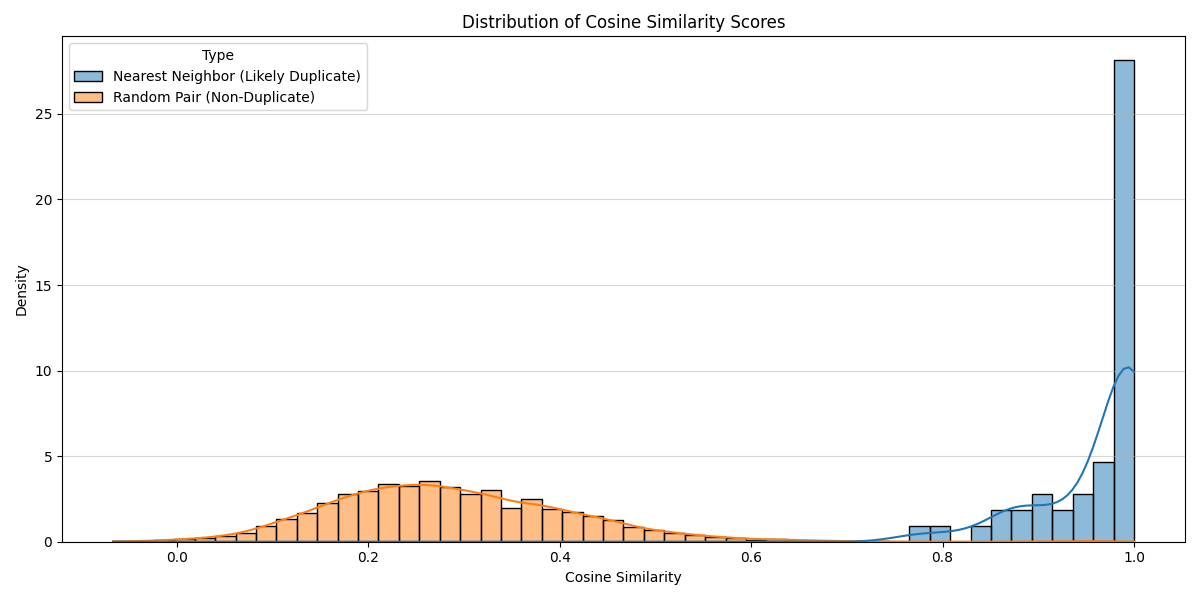 Distribution of Cosine Similarity Scores
Type
Nearest Neighbor (Likely Duplicate)
Random Pair (Non-Duplicate)
Density
25
20
15
10
5
0
0.0 0.2 0.4 0.6 0.8 1.0
Cosine Similarity